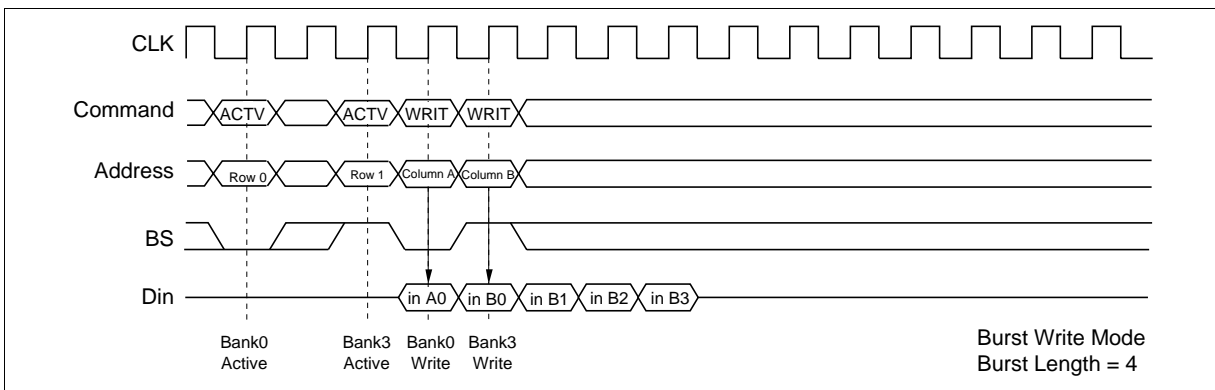 CLK
Command ACTV ACTV WRIT WRIT
Address Row 0 Row 1 Column A Column B
BS
Din in A0 in B0 in B1 in B2 in B3
Bank0 Bank3 Bank0 Bank3
Active Active Write Write
Burst Write Mode
Burst Length = 4